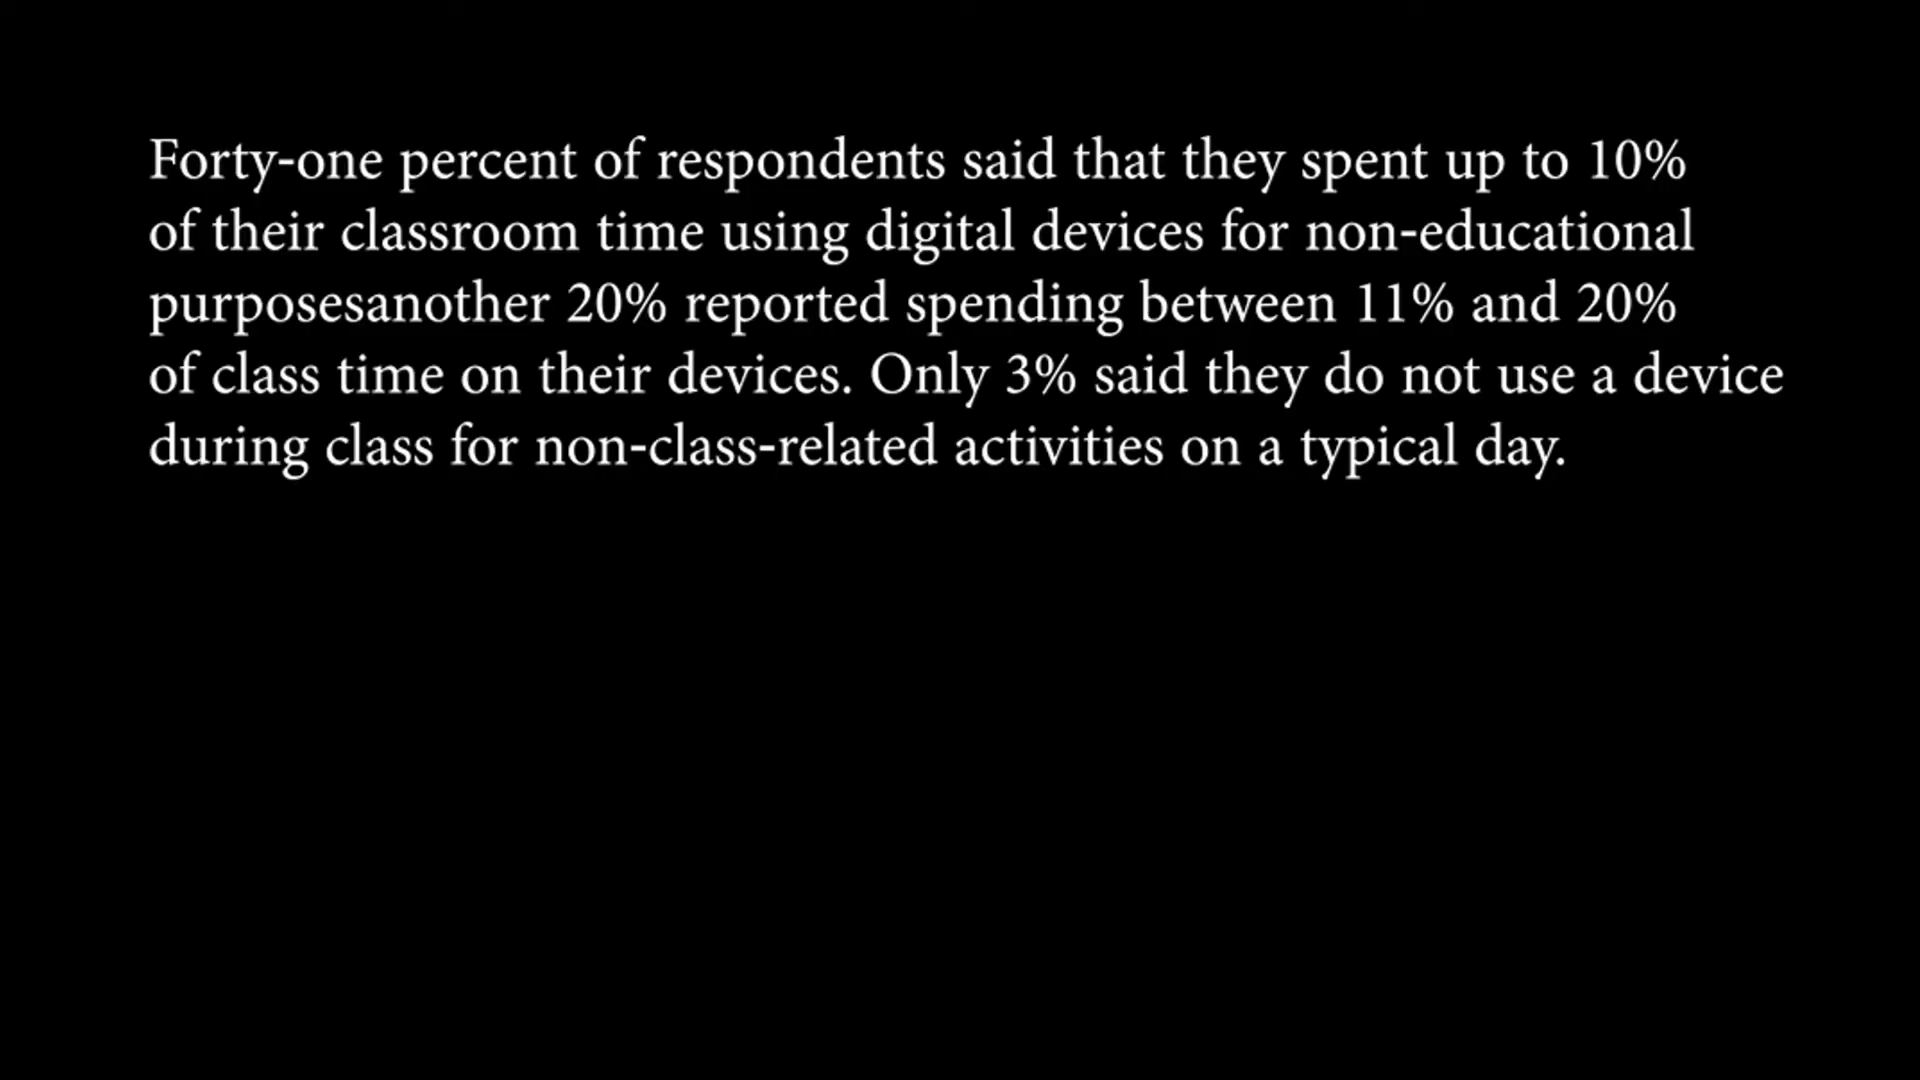 Forty-one percent of respondents said that they spent up to 10%
of their classroom time using digital devices for non-educational
purposesanother 20% reported spending between 11% and 20%
of class time on their devices. Only 3% said they do not use a device
during class for non-class-related activities on a typical day.